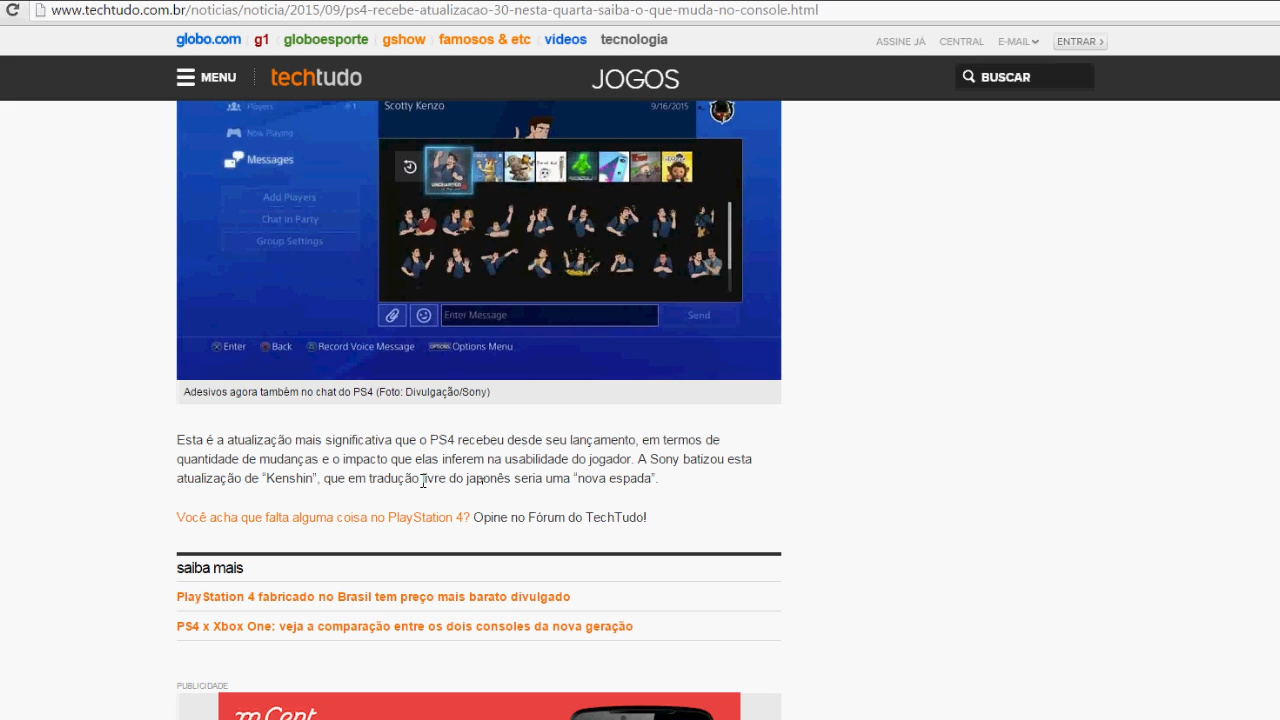 www.techtudo.com.br/noticias/noticia/2015/09/ps4-recebe-atualizacao-30-nesta-quarta-saiba-o-que-muda-no-console.html
globo.com g1 globoesporte gshow famosos & etc vídeos tecnologia
ASSINE JÁ CENTRAL E-MAIL ENTRAR
MENU techtudo JOGOS BUSCAR
Players 1 Scotty Kenzo 9/16/2015
Now Playing
Messages
UNCHARTED
Add Players
Chat in Party
Group Settings
Enter Message Send
Enter Back Record Voice Message OPTIONS Options Menu
Adesivos agora também no chat do PS4 (Foto: Divulgação/Sony)
Esta é a atualização mais significativa que o PS4 recebeu desde seu lançamento, em termos de
quantidade de mudanças e o impacto que elas inferem na usabilidade do jogador. A Sony batizou esta
atualização de “Kenshin”, que em tradução livre do japonês seria uma “nova espada”.
Você acha que falta alguma coisa no PlayStation 4? Opine no Fórum do TechTudo!
saiba mais
PlayStation 4 fabricado no Brasil tem preço mais barato divulgado
PS4 x Xbox One: veja a comparação entre os dois consoles da nova geração
PUBLICIDADE